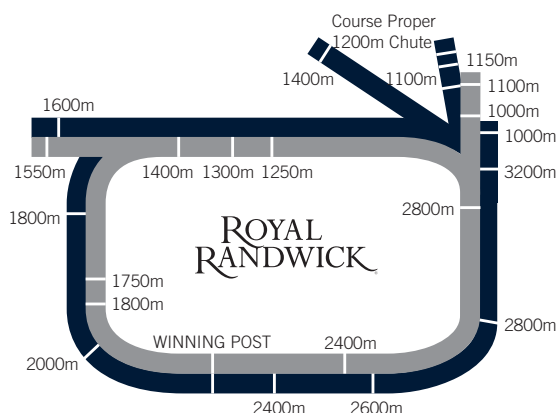 Course Proper
1200m Chute
1400m
1100m
1150m
1100m
1000m
1000m
1600m
1550m
1400m
1300m
1250m
3200m
1800m
2800m
ROYAL
RANDWICK
1750m
1800m
2800m
WINNING POST
2400m
2000m
2400m
2600m